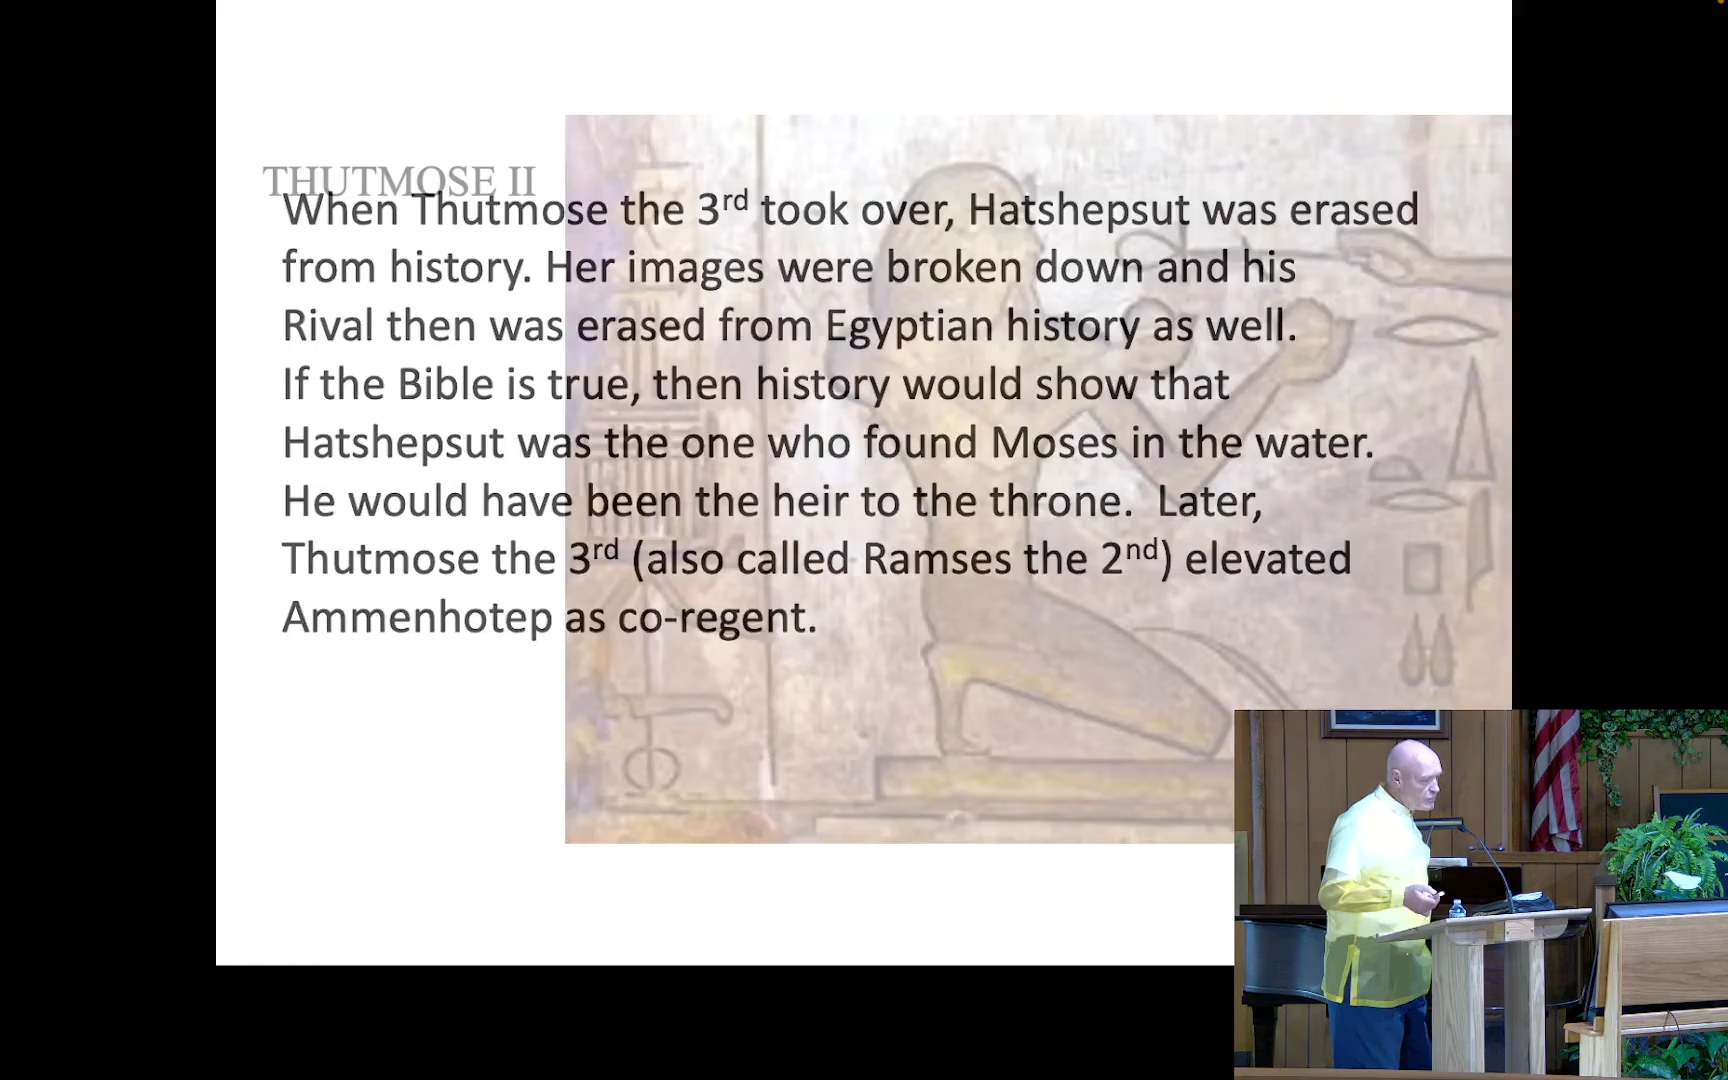 THUTMOSE II
When Thutmose the 3rd took over, Hatshepsut was erased
from history. Her images were broken down and his
Rival then was erased from Egyptian history as well.
If the Bible is true, then history would show that
Hatshepsut was the one who found Moses in the water.
He would have been the heir to the throne.  Later,
Thutmose the 3rd (also called Ramses the 2nd) elevated
Ammenhotep as co-regent.